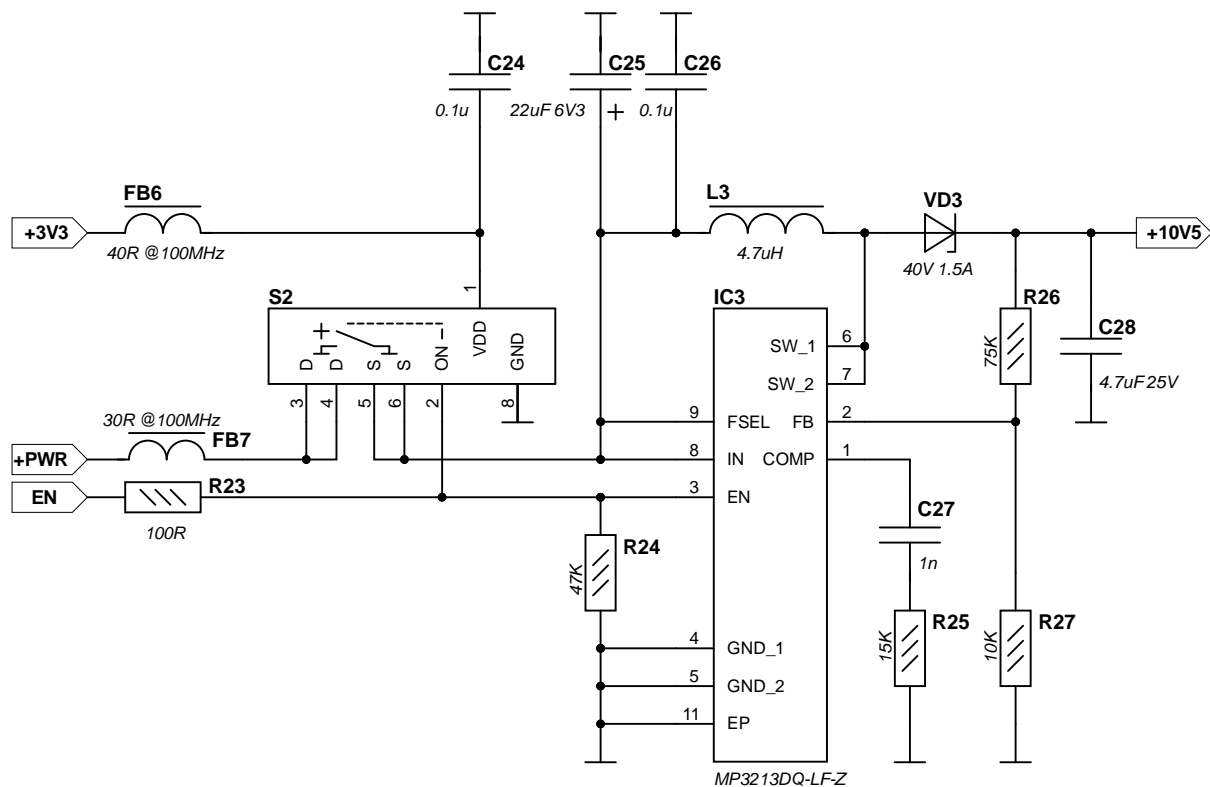 C24
0.1u
C25
22uF 6V3
+
C26
0.1u
FB6
+3V3
40R @100MHz
L3
4.7uH
VD3
40V 1.5A
+10V5
S2
1
+
-
D
D
S
S
ON
VDD
GND
3
4
5
6
2
8
IC3
SW_1
6
SW_2
7
9
FSEL
FB
2
8
IN
COMP
1
3
EN
4
GND_1
5
GND_2
11
EP
MP3213DQ-LF-Z
R26
75K
C28
4.7uF 25V
30R @100MHz
FB7
+PWR
EN
R23
100R
R24
47K
C27
1n
R25
15K
R27
10K